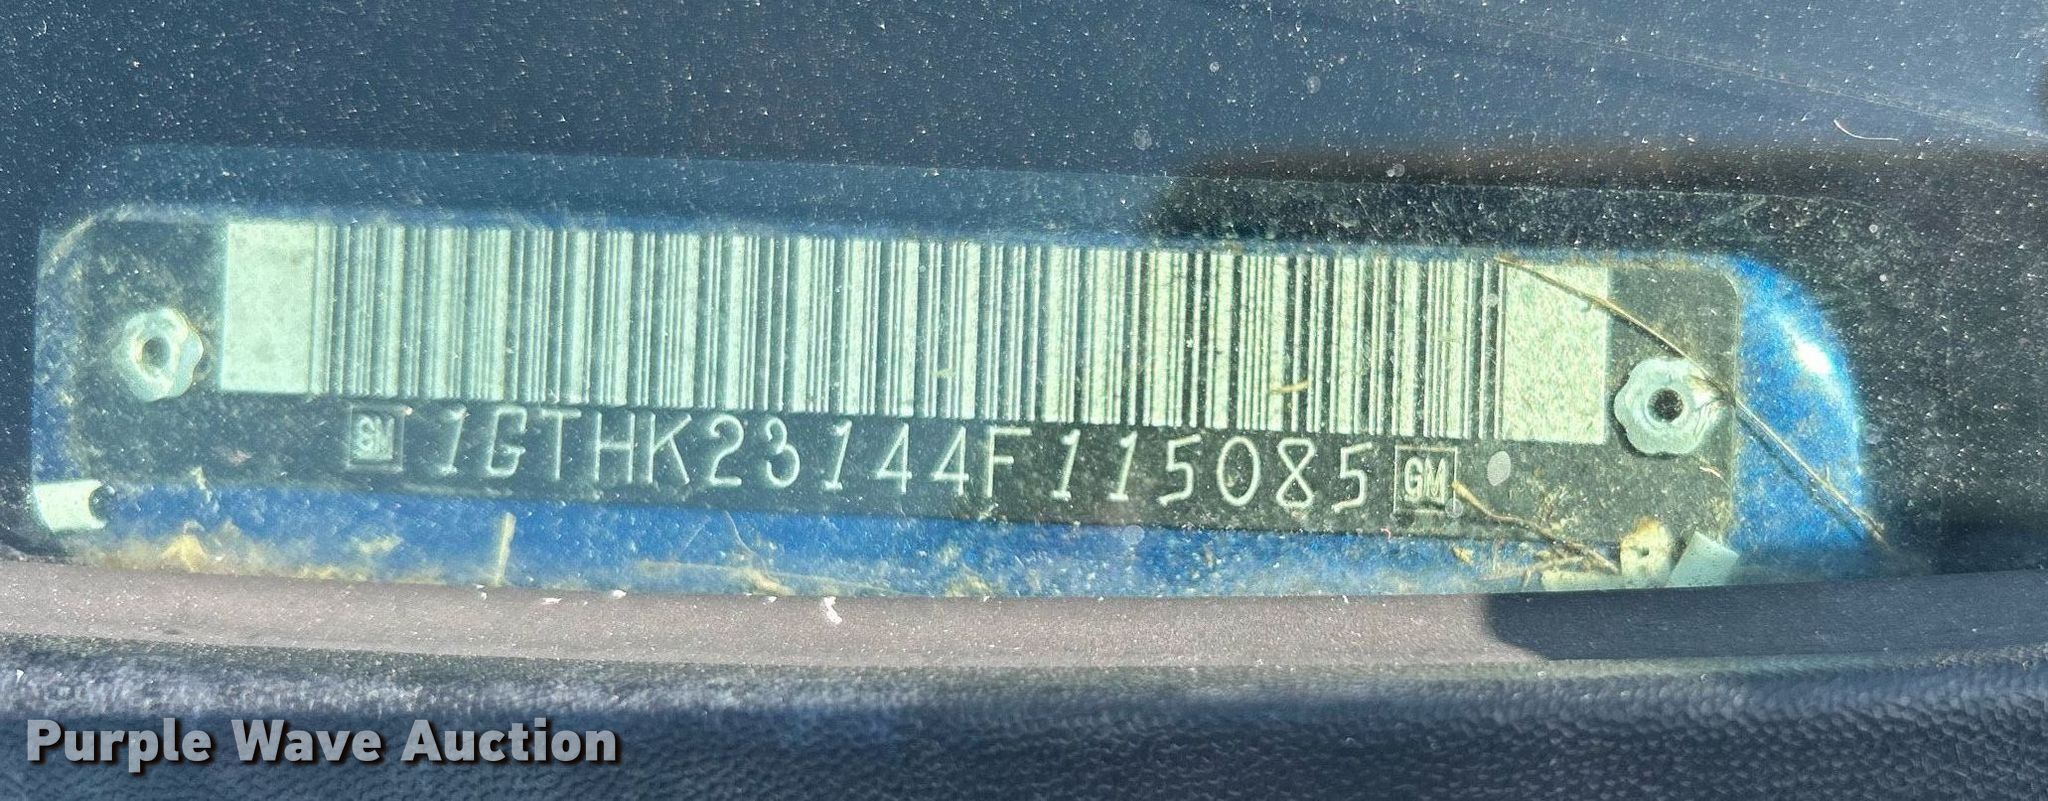 GM 1GTHK23144F115085 GM
Purple Wave Auction